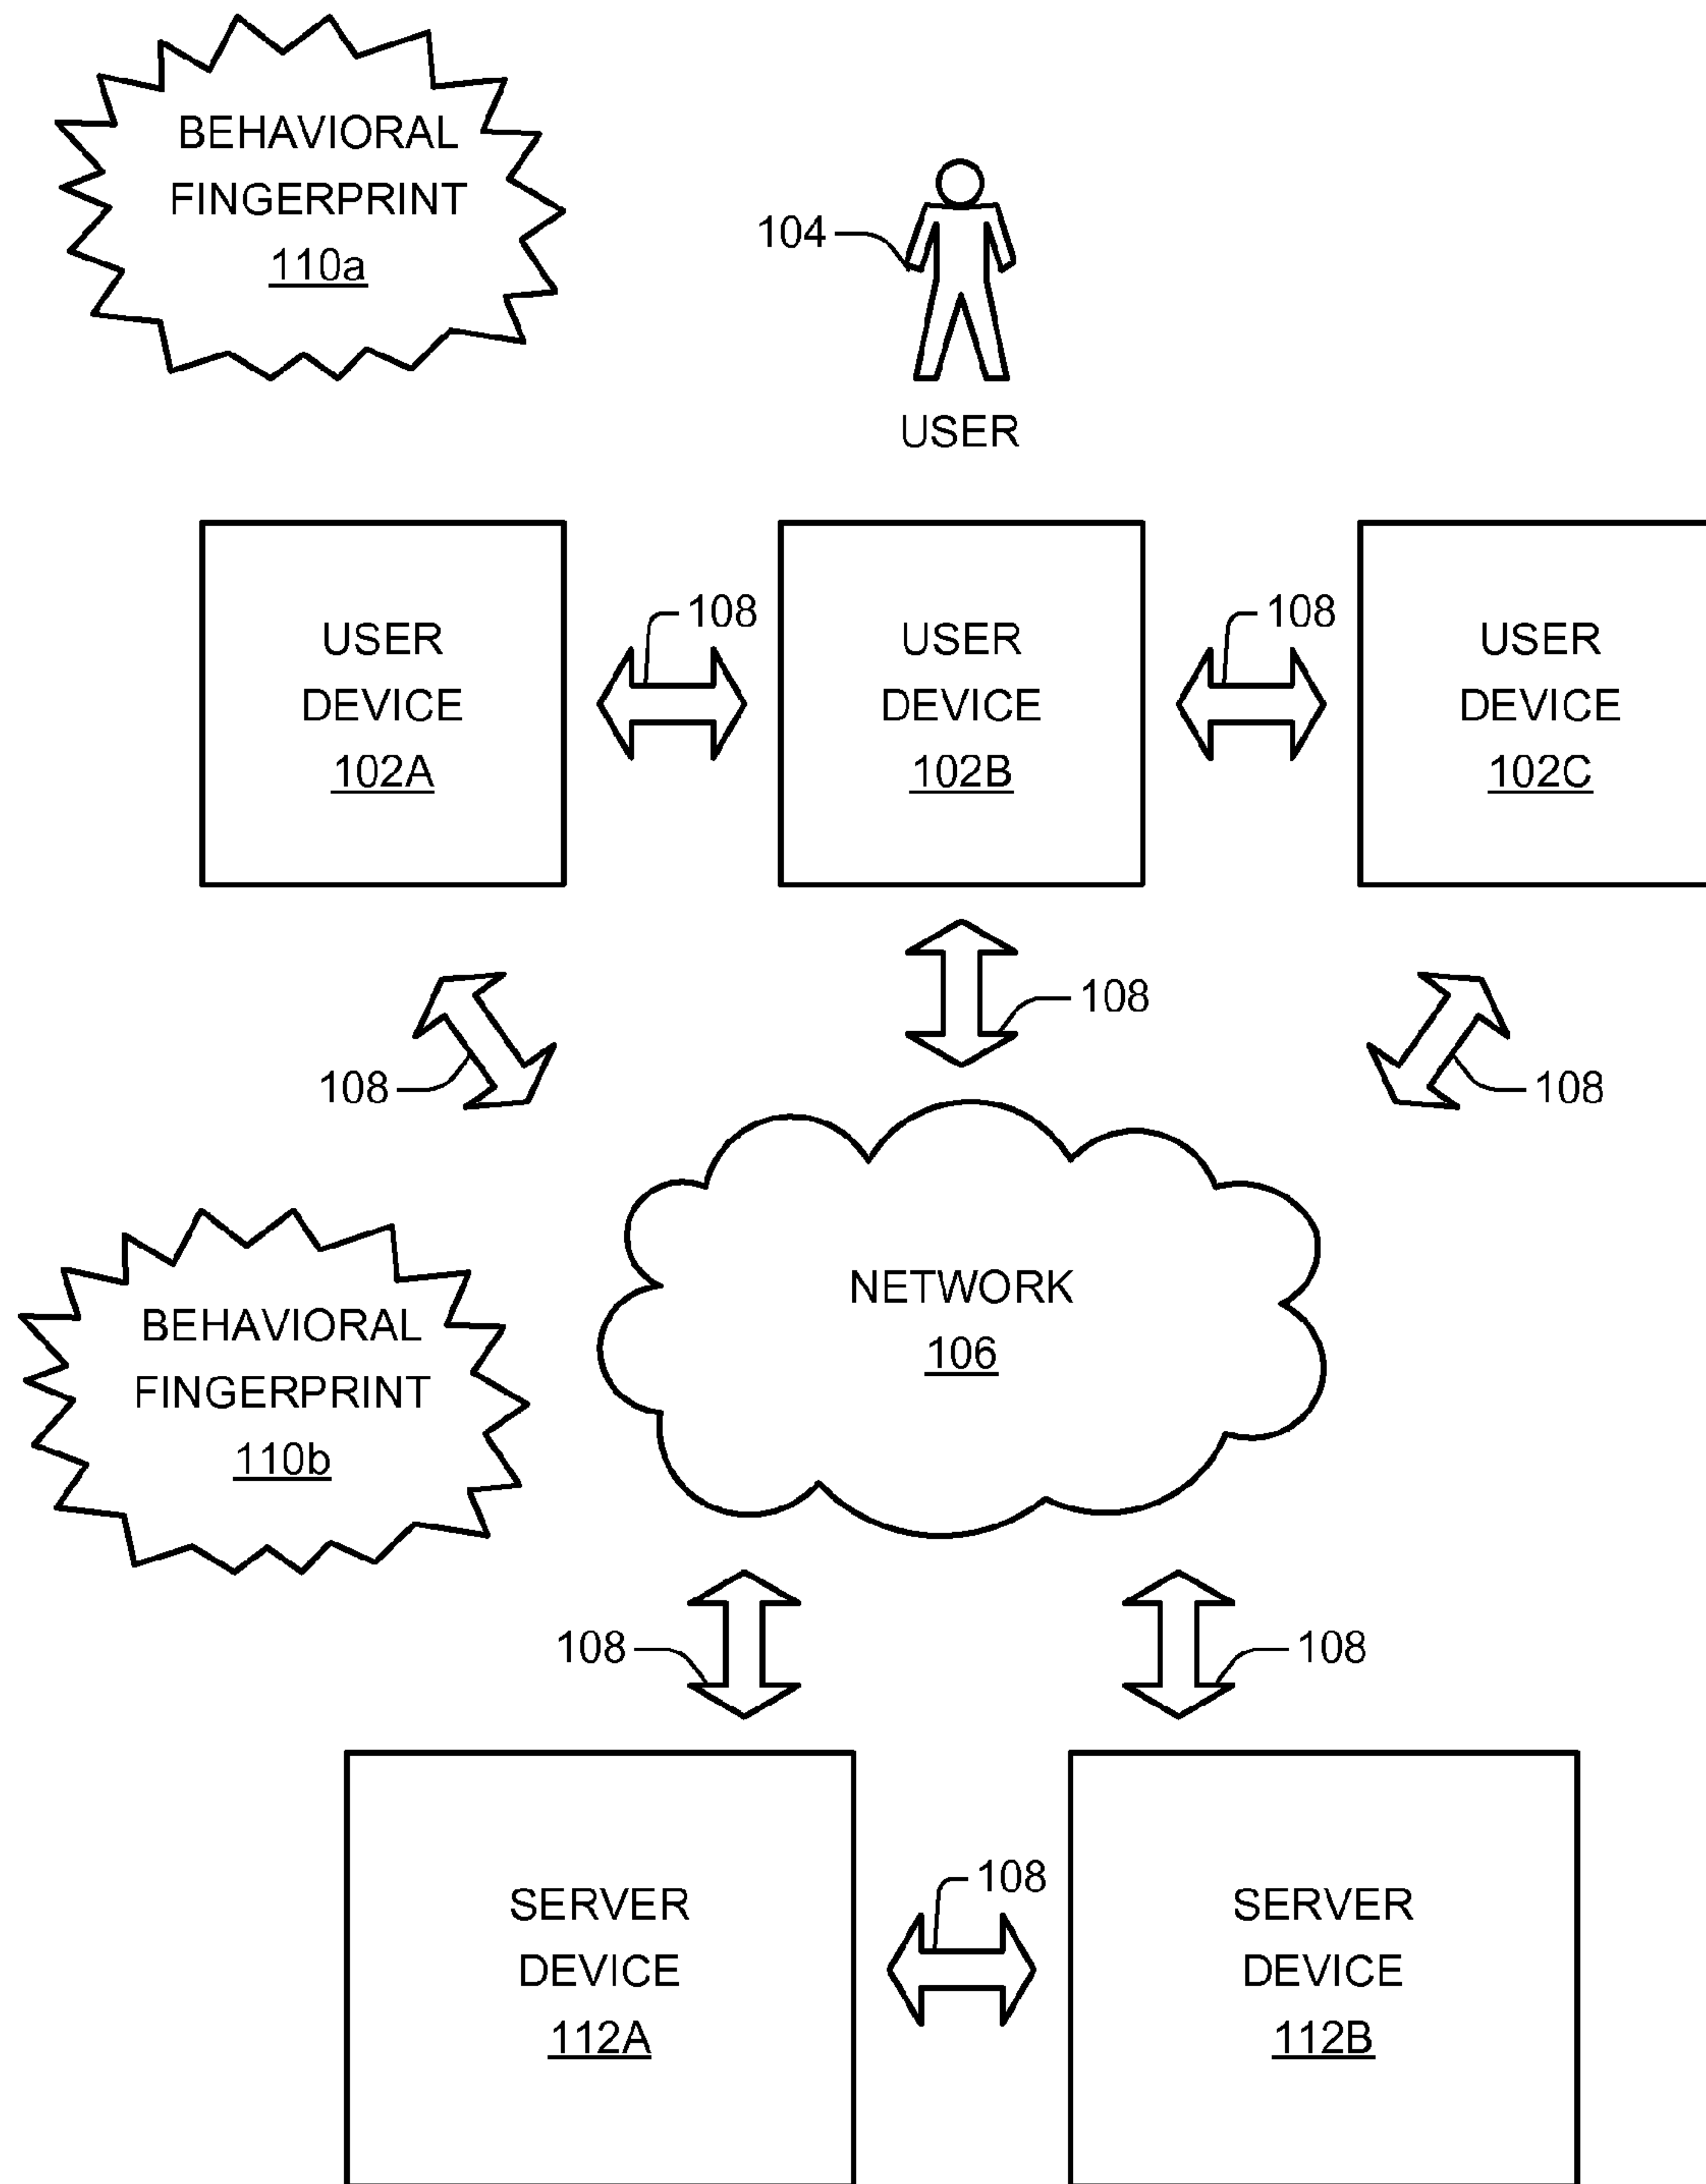 BEHAVIORAL
FINGERPRINT
110a
104
USER
108
108
USER
DEVICE
102A
USER
DEVICE
102B
USER
DEVICE
102C
108
108
108
NETWORK
106
BEHAVIORAL
FINGERPRINT
110b
108
108
108
SERVER
DEVICE
112A
SERVER
DEVICE
112B